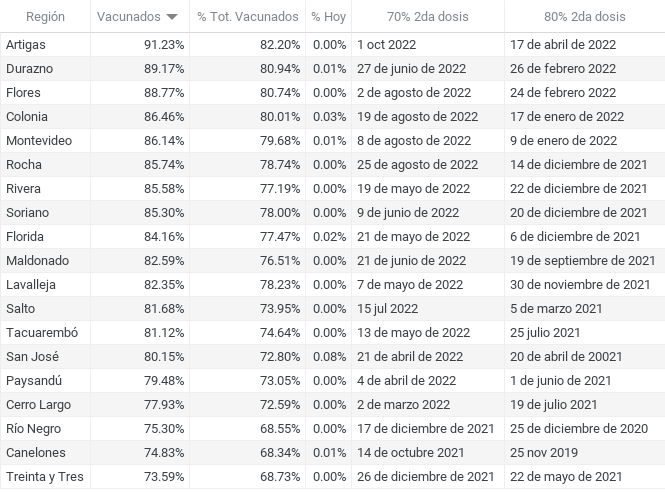 Región Vacunados % Tot. Vacunados % Hoy 70% 2da dosis 80% 2da dosis
Artigas 91.23% 82.20% 0.00% 1 oct 2022 17 de abril de 2022
Durazno 89.17% 80.94% 0.01% 27 de junio de 2022 26 de febrero 2022
Flores 88.77% 80.74% 0.00% 2 de agosto de 2022 24 de febrero 2022
Colonia 86.46% 80.01% 0.03% 19 de agosto de 2022 17 de enero de 2022
Montevideo 86.14% 79.68% 0.01% 8 de agosto de 2022 9 de enero de 2022
Rocha 85.74% 78.74% 0.00% 25 de agosto de 2022 14 de diciembre de 2021
Rivera 85.58% 77.19% 0.00% 19 de mayo de 2022 22 de diciembre de 2021
Soriano 85.30% 78.00% 0.00% 9 de junio de 2022 20 de diciembre de 2021
Florida 84.16% 77.47% 0.02% 21 de mayo de 2022 6 de diciembre de 2021
Maldonado 82.59% 76.51% 0.00% 21 de junio de 2022 19 de septiembre de 2021
Lavalleja 82.35% 78.23% 0.00% 7 de mayo de 2022 30 de noviembre de 2021
Salto 81.68% 73.95% 0.00% 15 jul 2022 5 de marzo 2021
Tacuarembó 81.12% 74.64% 0.00% 13 de mayo de 2022 25 julio 2021
San José 80.15% 72.80% 0.08% 21 de abril de 2022 20 de abril de 20021
Paysandú 79.48% 73.05% 0.00% 4 de abril de 2022 1 de junio de 2021
Cerro Largo 77.93% 72.59% 0.00% 2 de marzo 2022 19 de julio 2021
Río Negro 75.30% 68.55% 0.00% 17 de diciembre de 2021 25 de diciembre de 2020
Canelones 74.83% 68.34% 0.01% 14 de octubre 2021 25 nov 2019
Treinta y Tres 73.59% 68.73% 0.00% 26 de diciembre de 2021 22 de mayo de 2021